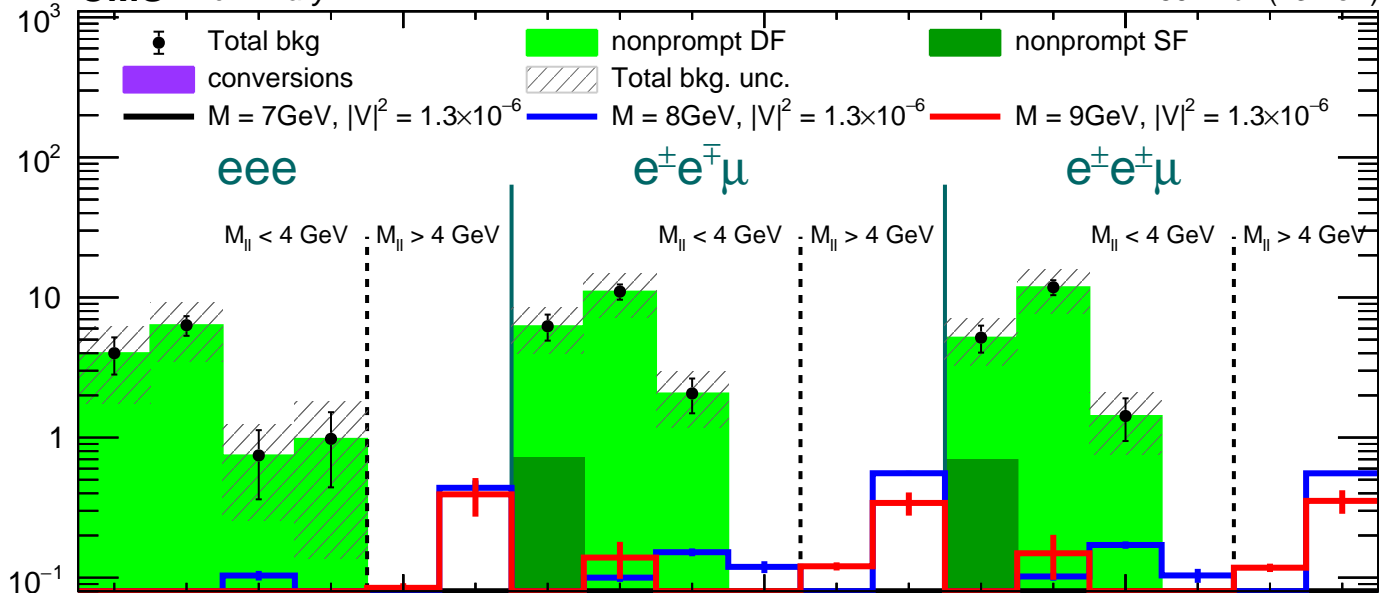 10³
Total bkg nonprompt DF nonprompt SF
conversions Total bkg. unc.
M = 7GeV, |V|² = 1.3×10⁻⁶ M = 8GeV, |V|² = 1.3×10⁻⁶ M = 9GeV, |V|² = 1.3×10⁻⁶
10²
eee e±e∓μ e±e±μ
M_ll < 4 GeV M_ll > 4 GeV M_ll < 4 GeV M_ll > 4 GeV M_ll < 4 GeV M_ll > 4 GeV
10
1
10⁻¹